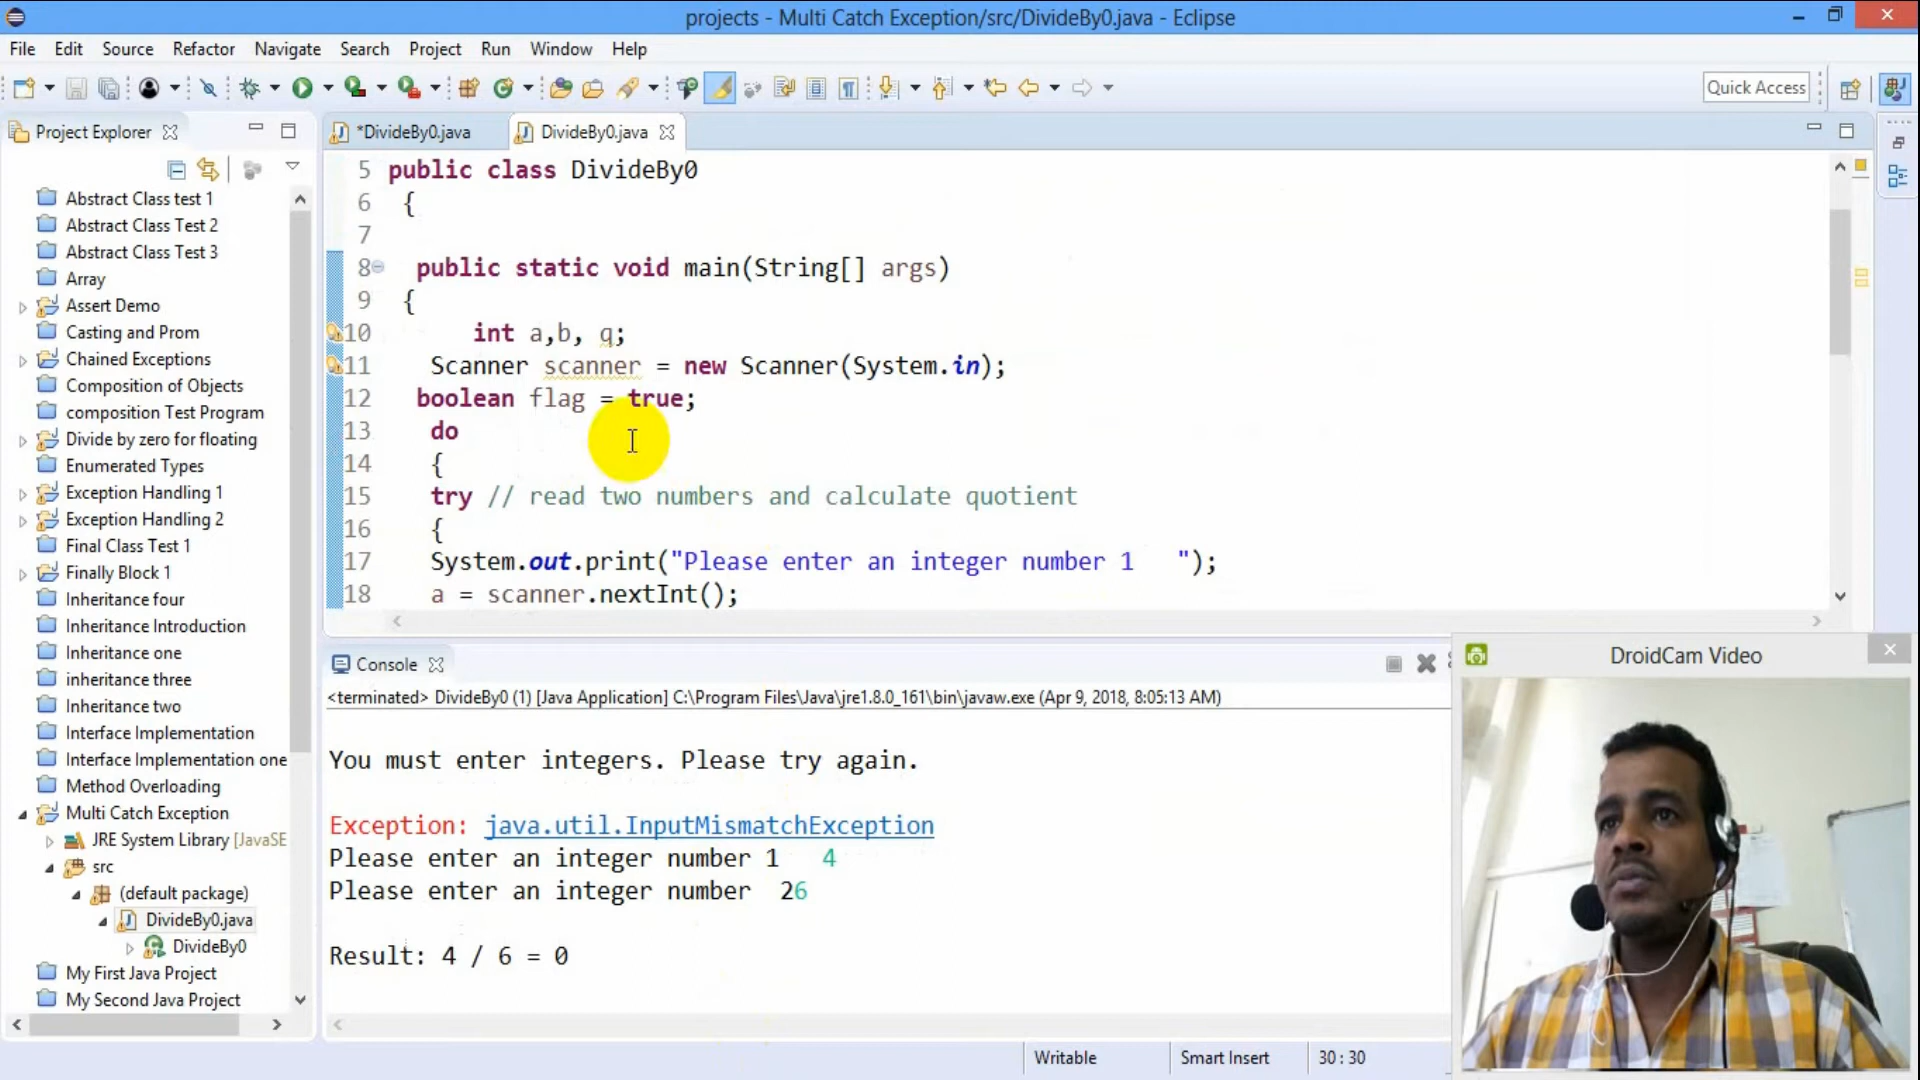 projects - Multi Catch Exception/src/DivideBy0.java - Eclipse
File Edit Source Refactor Navigate Search Project Run Window Help
Quick Access
Project Explorer
Abstract Class test 1
Abstract Class Test 2
Abstract Class Test 3
Array
Assert Demo
Casting and Prom
Chained Exceptions
Composition of Objects
composition Test Program
Divide by zero for floating
Enumerated Types
Exception Handling 1
Exception Handling 2
Final Class Test 1
Finally Block 1
Inheritance four
Inheritance Introduction
Inheritance one
inheritance three
Inheritance two
Interface Implementation
Interface Implementation one
Method Overloading
Multi Catch Exception
JRE System Library [JavaSE
src
(default package)
DivideBy0.java
DivideBy0
My First Java Project
My Second Java Project
*DivideBy0.java DivideBy0.java
5 public class DivideBy0
6 {
7
8 public static void main(String[] args)
9 {
10 int a,b, q;
11 Scanner scanner = new Scanner(System.in);
12 boolean flag = true;
13 do
14 {
15 try // read two numbers and calculate quotient
16 {
17 System.out.print("Please enter an integer number 1   ");
18 a = scanner.nextInt();
Console
<terminated> DivideBy0 (1) [Java Application] C:\Program Files\Java\jre1.8.0_161\bin\javaw.exe (Apr 9, 2018, 8:05:13 AM)
You must enter integers. Please try again.
Exception: java.util.InputMismatchException
Please enter an integer number 1   4
Please enter an integer number  26
Result: 4 / 6 = 0
DroidCam Video
Writable Smart Insert 30 : 30